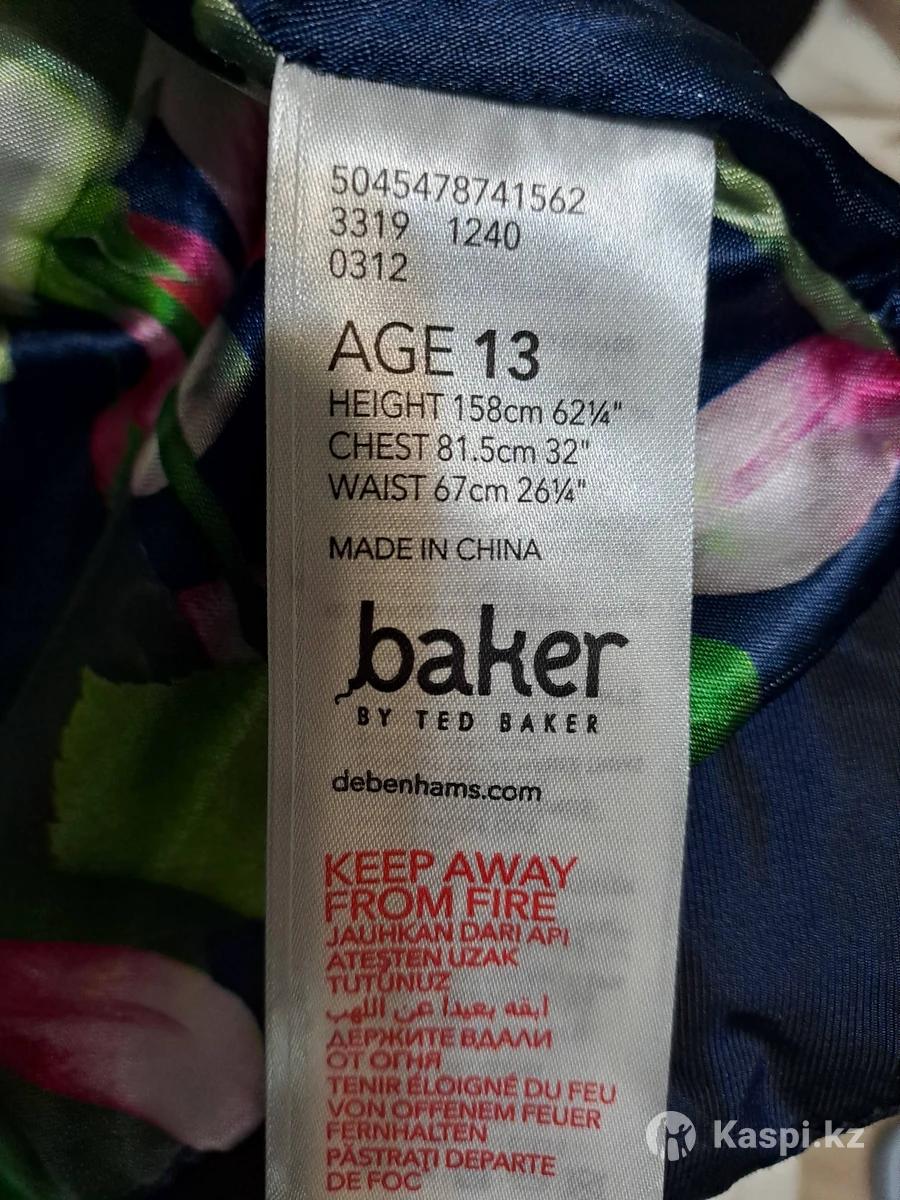 5045478741562
3319 1240
0312
AGE 13
HEIGHT 158cm 62¼"
CHEST 81.5cm 32"
WAIST 67cm 26¼"
MADE IN CHINA
baker
BY TED BAKER
debenhams.com
KEEP AWAY
FROM FIRE
JAUHKAN DARI API
ATEŞTEN UZAK
TUTUNUZ
ابقه بعيداً عن اللهب
ДЕРЖИТЕ ВДАЛИ
ОТ ОГНЯ
TENIR ÉLOIGNÉ DU FEU
VON OFFENEM FEUER
FERNHALTEN
PĂSTRAȚI DEPARTE
DE FOC
Kaspi.kz